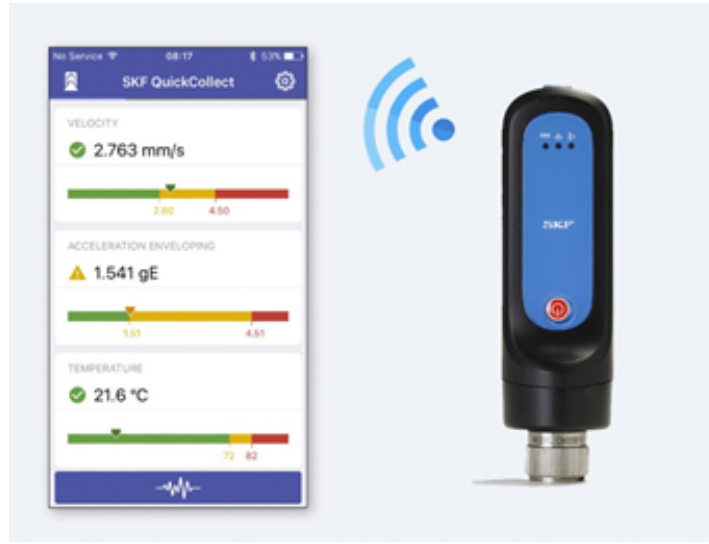 No Service 08:17 53%
SKF QuickCollect
VELOCITY
2.763 mm/s
2.80 4.50
ACCELERATION ENVELOPING
1.541 gE
1.51 4.51
TEMPERATURE
21.6 °C
72 82
SKF